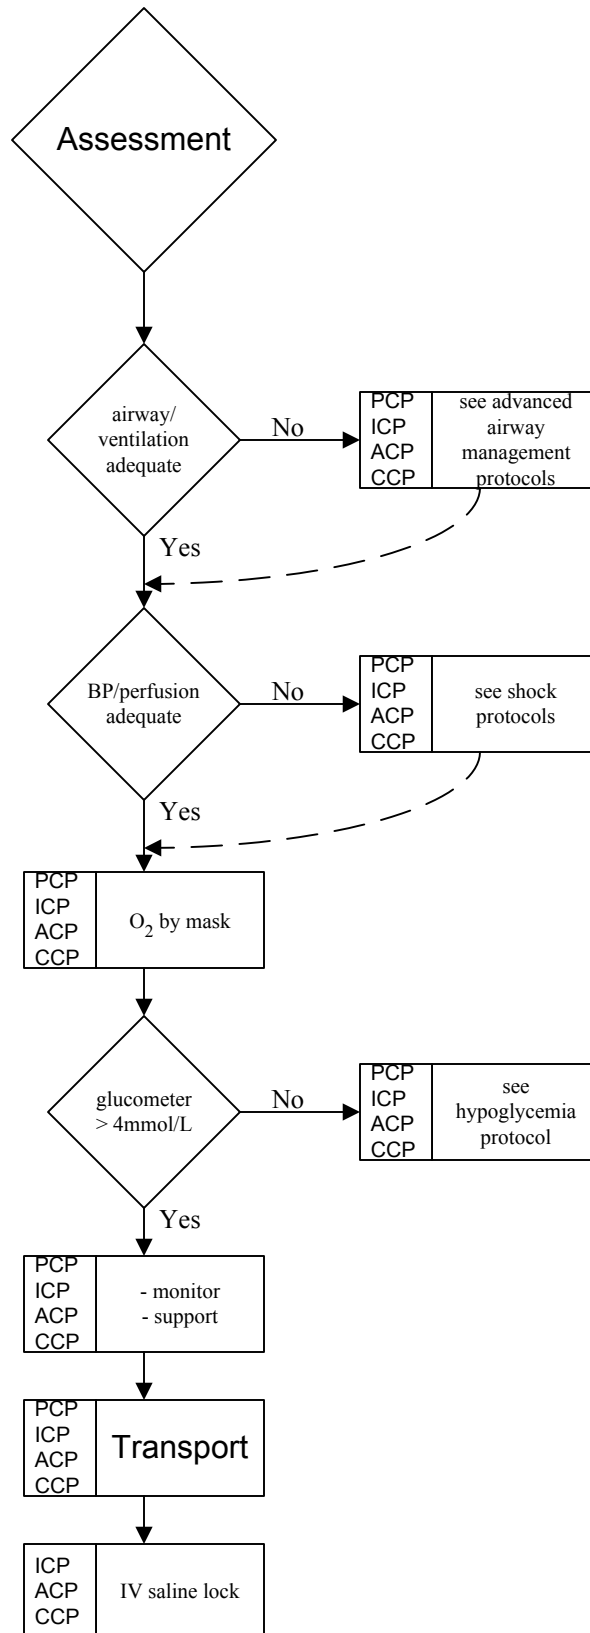 Assessment
airway/
ventilation
adequate
No
PCP
ICP
ACP
CCP
see advanced
airway
management
protocols
Yes
BP/perfusion
adequate
No
PCP
ICP
ACP
CCP
see shock
protocols
Yes
PCP
ICP
ACP
CCP
O2 by mask
glucometer
> 4mmol/L
No
PCP
ICP
ACP
CCP
see
hypoglycemia
protocol
Yes
PCP
ICP
ACP
CCP
- monitor
- support
PCP
ICP
ACP
CCP
Transport
ICP
ACP
CCP
IV saline lock